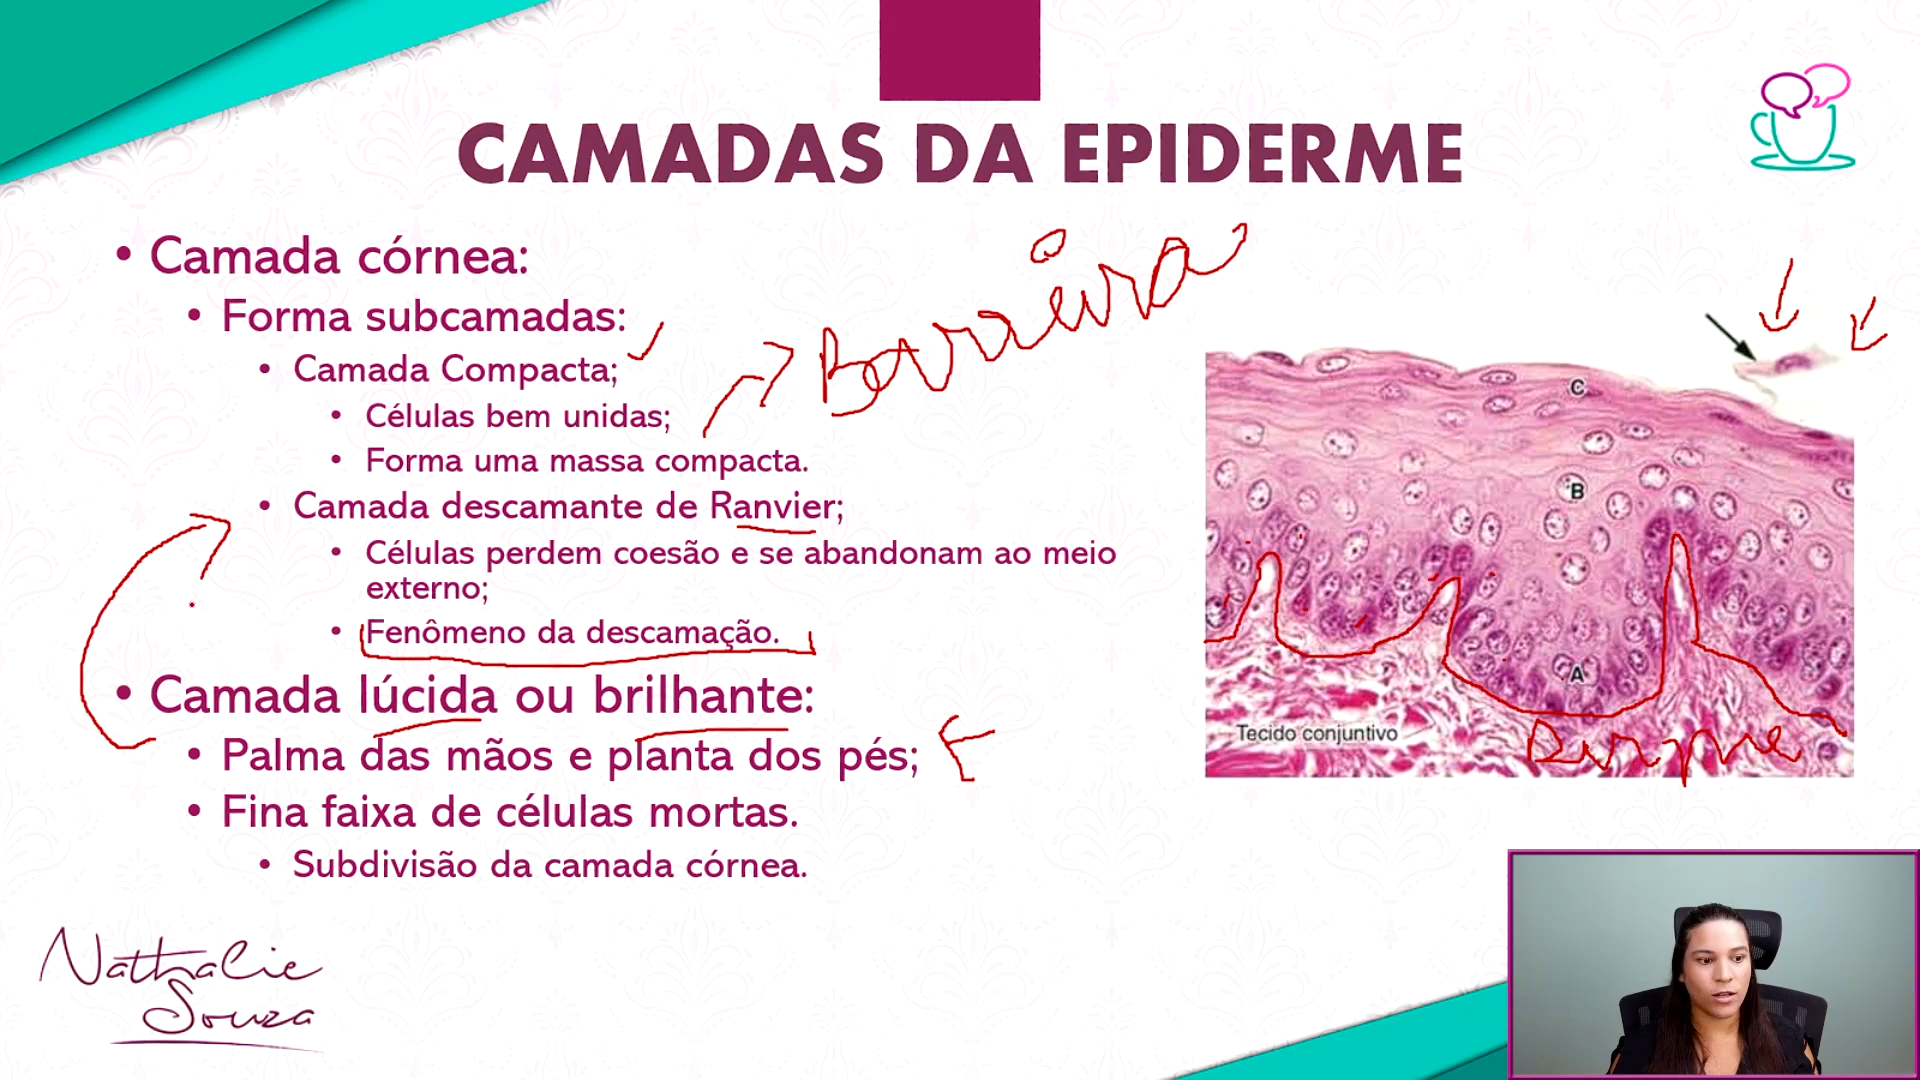 CAMADAS DA EPIDERME
• Camada córnea:
• Forma subcamadas:
• Camada Compacta;
• Células bem unidas;
• Forma uma massa compacta.
• Camada descamante de Ranvier;
• Células perdem coesão e se abandonam ao meio
externo;
• Fenômeno da descamação.
• Camada lúcida ou brilhante:
• Palma das mãos e planta dos pés;
• Fina faixa de células mortas.
• Subdivisão da camada córnea.
Barreira
C
B
A
Tecido conjuntivo
Derme
Nathalie
Souza